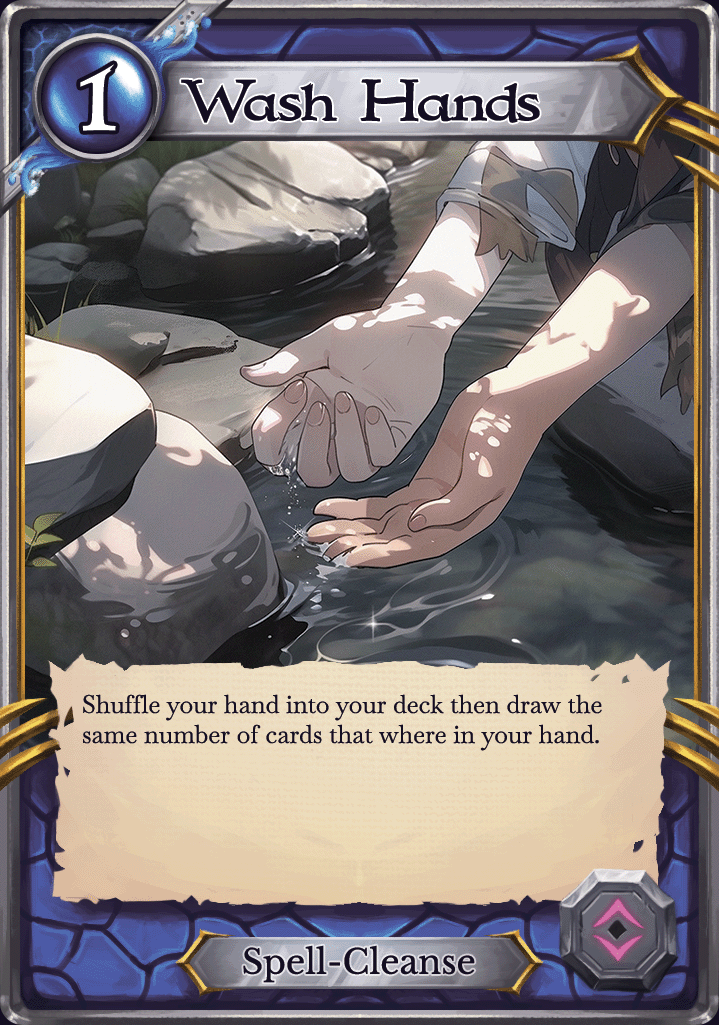 1
Wash Hands
Shuffle your hand into your deck then draw the
same number of cards that where in your hand.
Spell-Cleanse